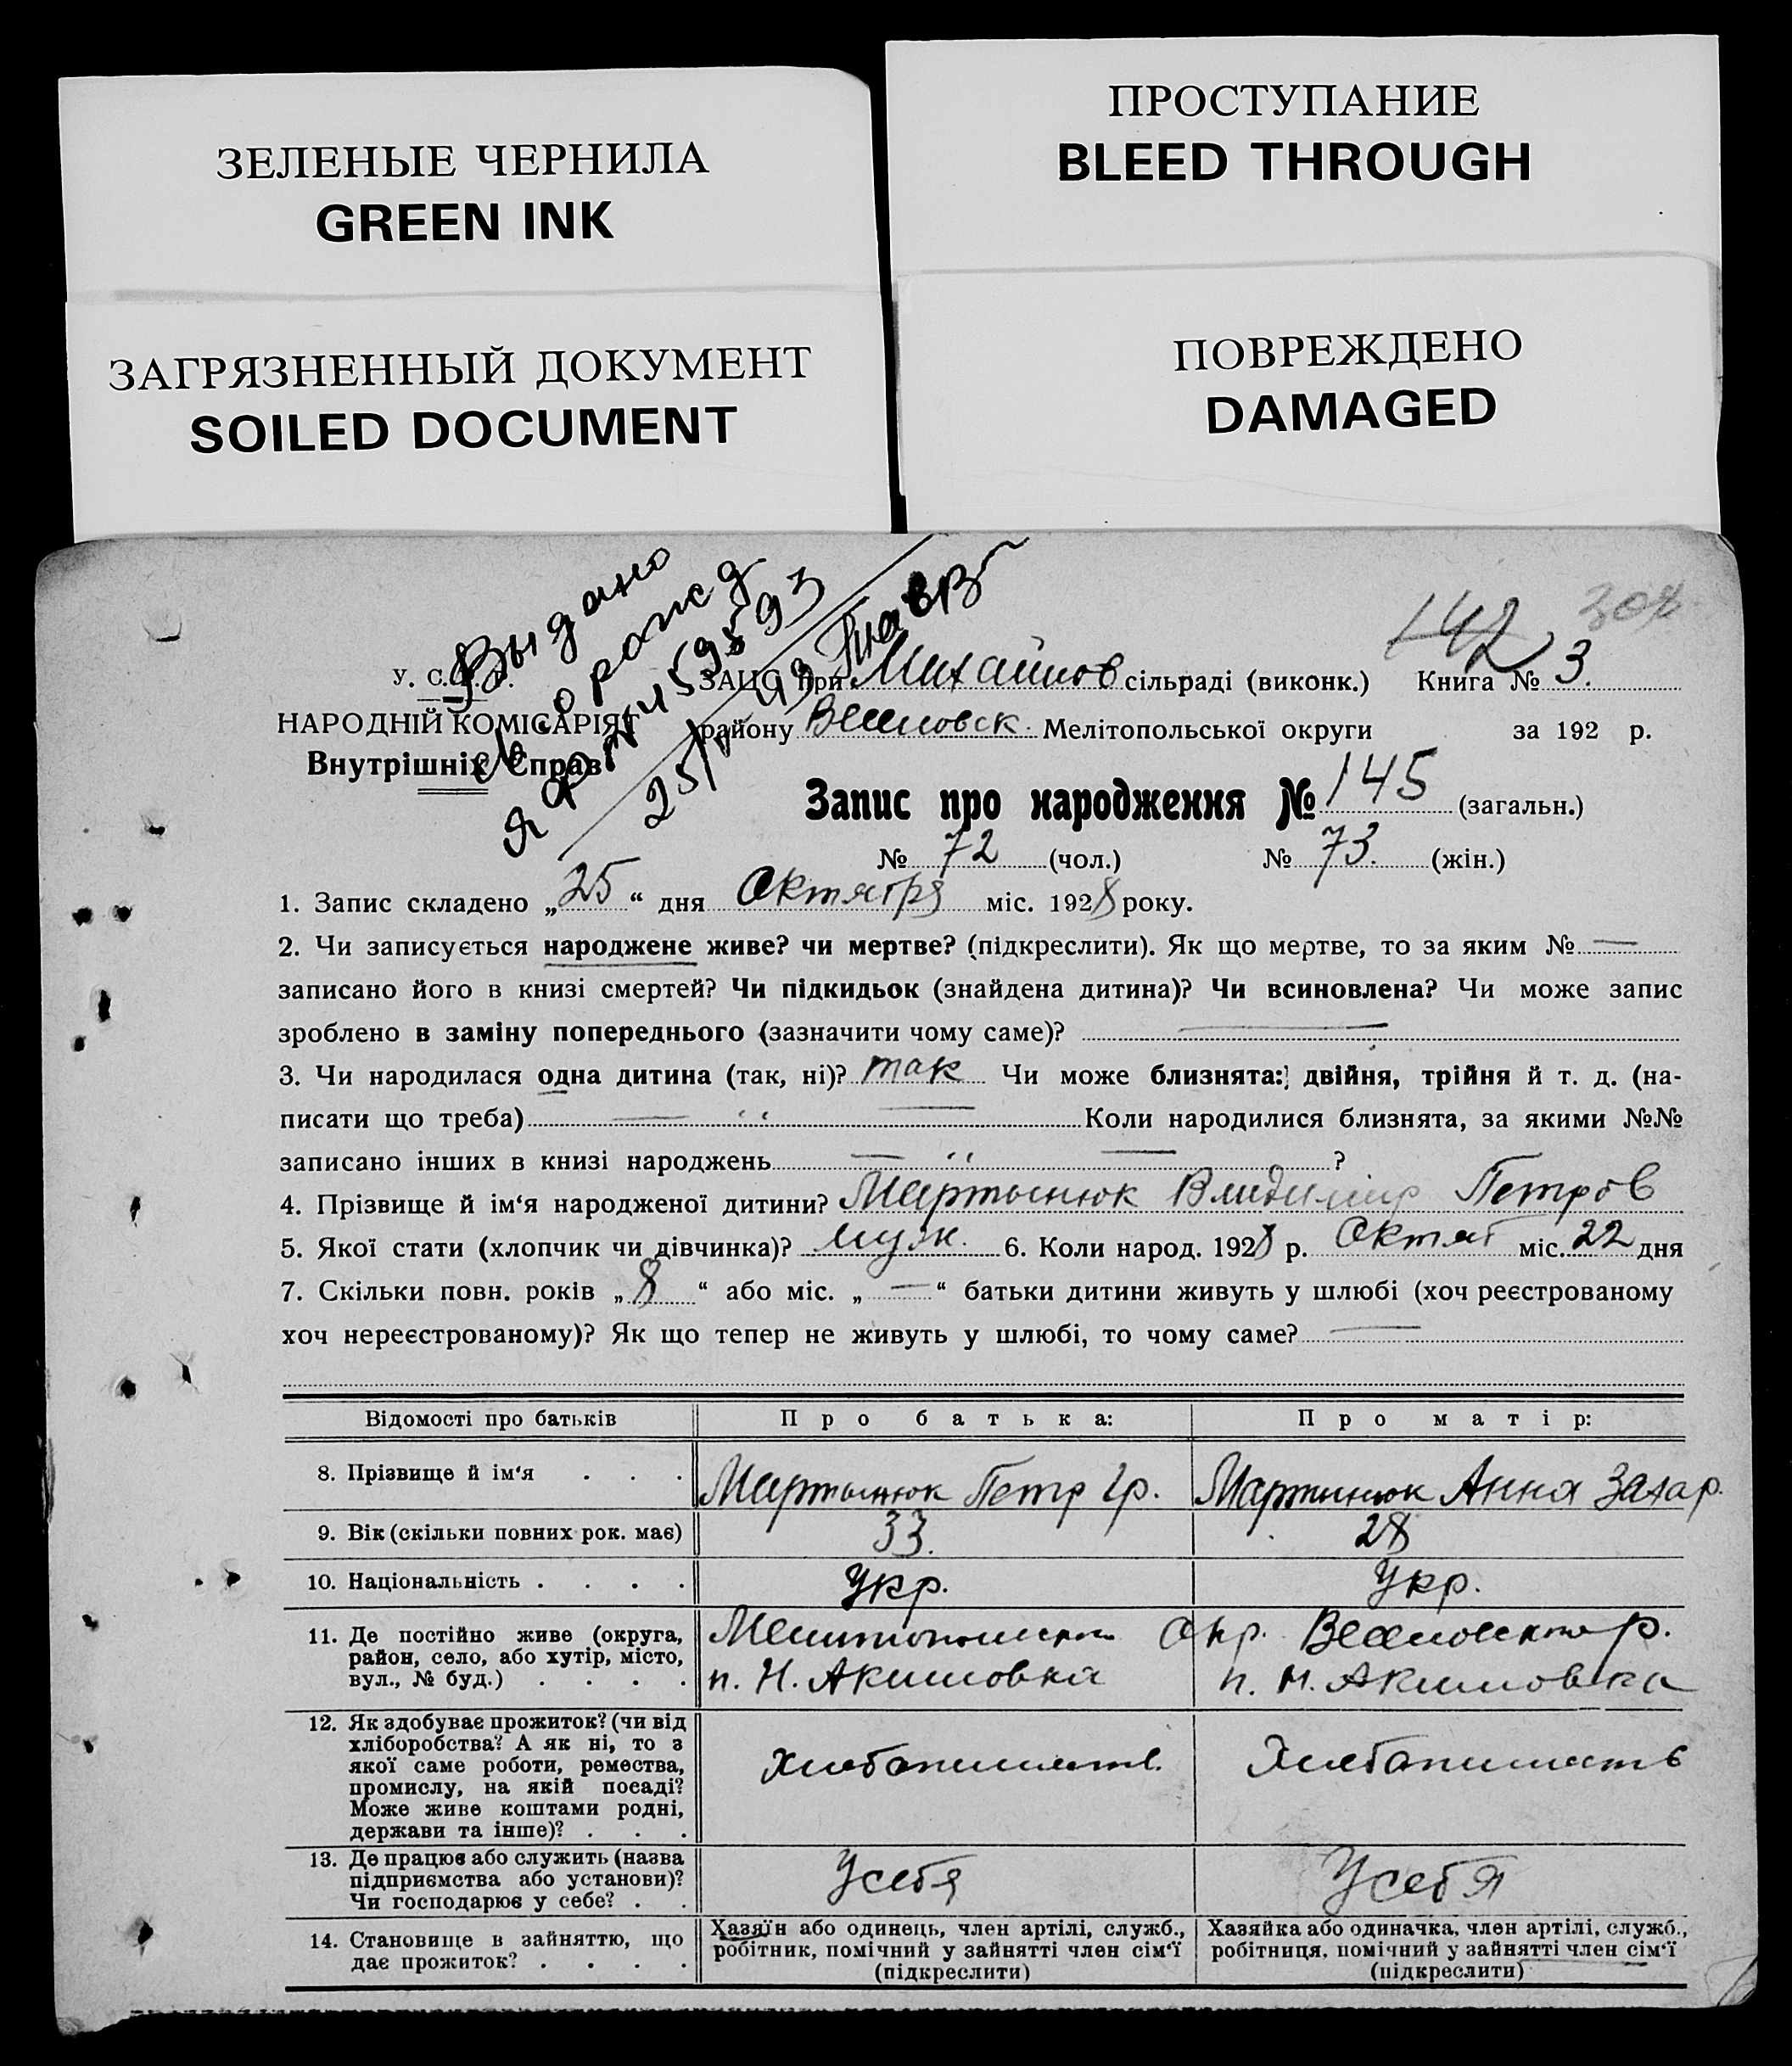 ЗЕЛЕНЫЕ ЧЕРНИЛА
GREEN INK
ЗАГРЯЗНЕННЫЙ ДОКУМЕНТ
SOILED DOCUMENT
ПРОСТУПАНИЕ
BLEED THROUGH
ПОВРЕЖДЕНО
DAMAGED
Выдано
о рожд
142
У. С.
НАРОДНІЙ КОМІСАРІЯТ
Внутрішніх Справ
ЗАЦС при Михайлов сільраді (виконк.) Книга № 3.
району Веселовск. Мелітопольської округи за 192 р.
Запис про народження № 145 (загальн.)
№ 72 (чол.) № 73. (жін.)
1. Запис складено „25“ дня Октября міс. 1928 року.
2. Чи записується народжене живе? чи мертве? (підкреслити). Як що мертве, то за яким № —
записано його в книзі смертей? Чи підкидьок (знайдена дитина)? Чи всиновлена? Чи може запис
зроблено в заміну попереднього (зазначити чому саме)? —
3. Чи народилася одна дитина (так, ні)? так Чи може близнята: двійня, трійня й т. д. (на-
писати що треба) — „ — Коли народилися близнята, за якими №№
записано інших в книзі народжень — „ — ?
4. Прізвище й ім‘я народженої дитини? Мартынюк Владимир Петров
5. Якої стати (хлопчик чи дівчинка)? муж. 6. Коли народ. 1928 р. Октяб міс. 22 дня
7. Скільки повн. років „8“ або міс. „—“ батьки дитини живуть у шлюбі (хоч реєстрованому
хоч нереєстрованому)? Як що тепер не живуть у шлюбі, то чому саме? —
Відомості про батьків Про батька: Про матір:
8. Прізвище й ім‘я . . . Мартынюк Петр Гр. Мартынюк Анна Захар.
9. Вік (скільки повних рок. має) 33. 28
10. Національність . . . . Укр. Укр.
11. Де постійно живе (округа, район, село, або хутір, місто, вул., № буд.) . . . . Мелитопольской Окр. Веселовского р.
п. Н. Акимовка п. Н. Акимовка
12. Як здобуває прожиток? (чи від
хліборобства? А як ні, то з
якої саме роботи, ремества,
промислу, на якій посаді?
Може живе коштами родні,
держави та інше)? . . .
Хлебопашеств. Хлебопашеств
13. Де працює або служить (назва
підприємства або установи)?
Чи господарює у себе? . .
У себя У себя
14. Становище в зайняттю, що
дає прожиток? . . . .
Хазяїн або одинець, член артілі, служб.,
робітник, помічний у зайнятті член сім‘ї
(підкреслити)
Хазяйка або одиначка, член артілі, служб.,
робітниця, помічний у зайнятті член сім‘ї
(підкреслити)